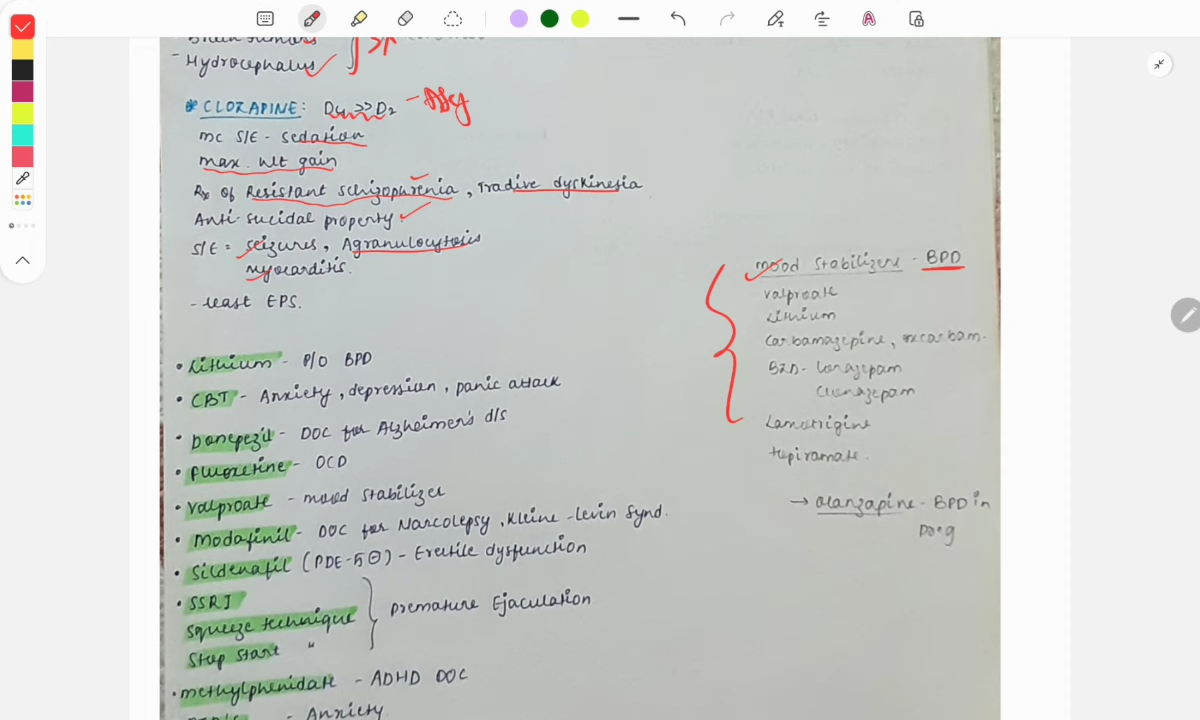 - Hydrocephalus
* CLOZAPINE: D4 >> D2 -
mc S/E - sedation
max. Wt gain
Rx of Resistant schizophrenia, Tradive dyskinesia
Anti-sucidal property
S/E = seizures, Agranulocytosis
myocarditis.
- least EPS.
• Lithium - P/O BPD
• CBT - Anxiety, depression, panic attack
• Donepezil - DOC for Alzheimer's d/s
• Fluoxetine - OCD
• Valproate - mood stabilizer
• Modafinil - DOC for Narcolepsy, Kleine-Levin Synd.
• Sildenafil (PDE-5 ⊖) - Erectile dysfunction
• SSRI
Squeeze technique
Stop start "
Premature Ejaculation
• methylphenidate - ADHD DOC
- Anxiety
mood stabilizers - BPD
valproate
Lithium
Carbamazepine, oxcarbam.
BZD - Lorazepam
Clonazepam
Lamotrigine
topiramate.
→ olanzapine - BPD in
preg